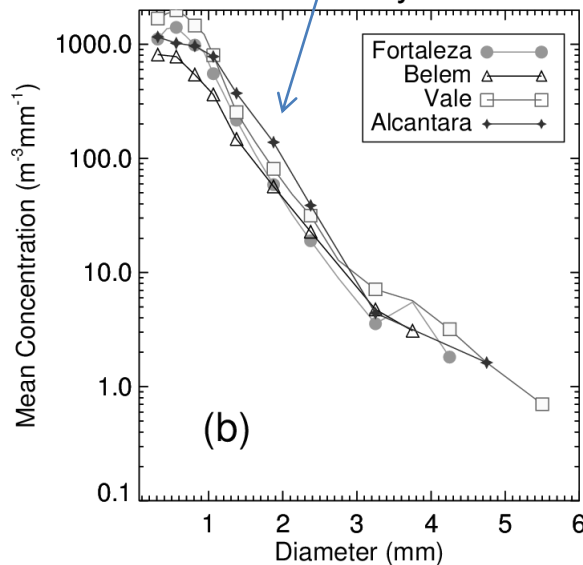 1000.0
100.0
10.0
1.0
0.1
Mean Concentration (m⁻³mm⁻¹)
Fortaleza
Belem
Vale
Alcantara
(b)
1 2 3 4 5 6
Diameter (mm)